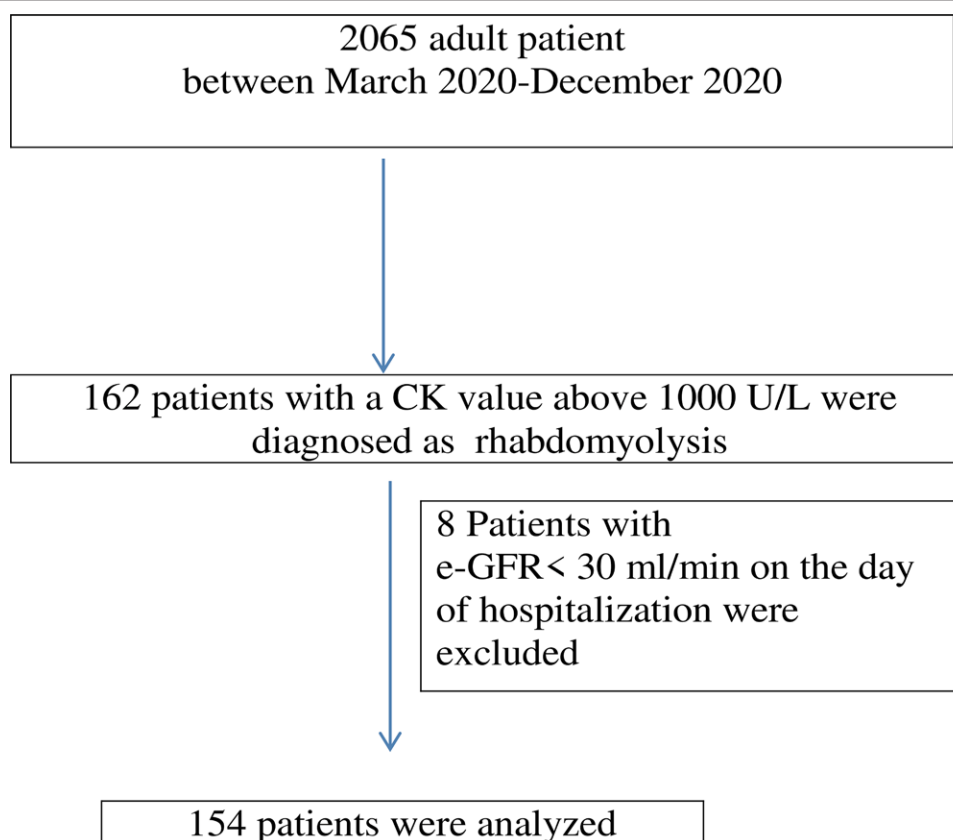 2065 adult patient
between March 2020-December 2020
162 patients with a CK value above 1000 U/L were
diagnosed as  rhabdomyolysis
8 Patients with
e-GFR< 30 ml/min on the day
of hospitalization were
excluded
154 patients were analyzed